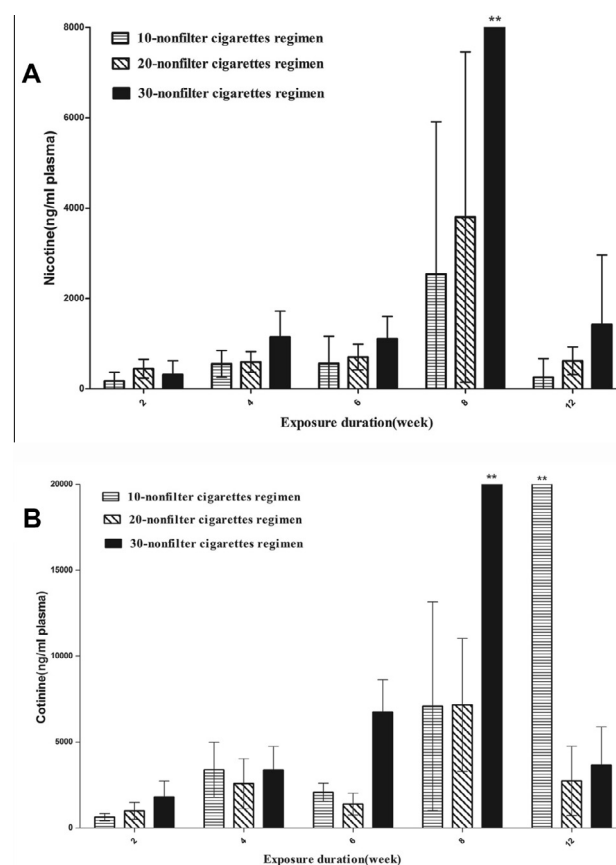 **
A
10-nonfilter cigarettes regimen
20-nonfilter cigarettes regimen
30-nonfilter cigarettes regimen
Nicotine(ng/ml plasma)
8000
6000
4000
2000
0
2
4
6
8
12
Exposure duration(week)
** **
B
10-nonfilter cigarettes regimen
20-nonfilter cigarettes regimen
30-nonfilter cigarettes regimen
Cotinine(ng/ml plasma)
20000
15000
10000
5000
0
2
4
6
8
12
Exposure duration(week)